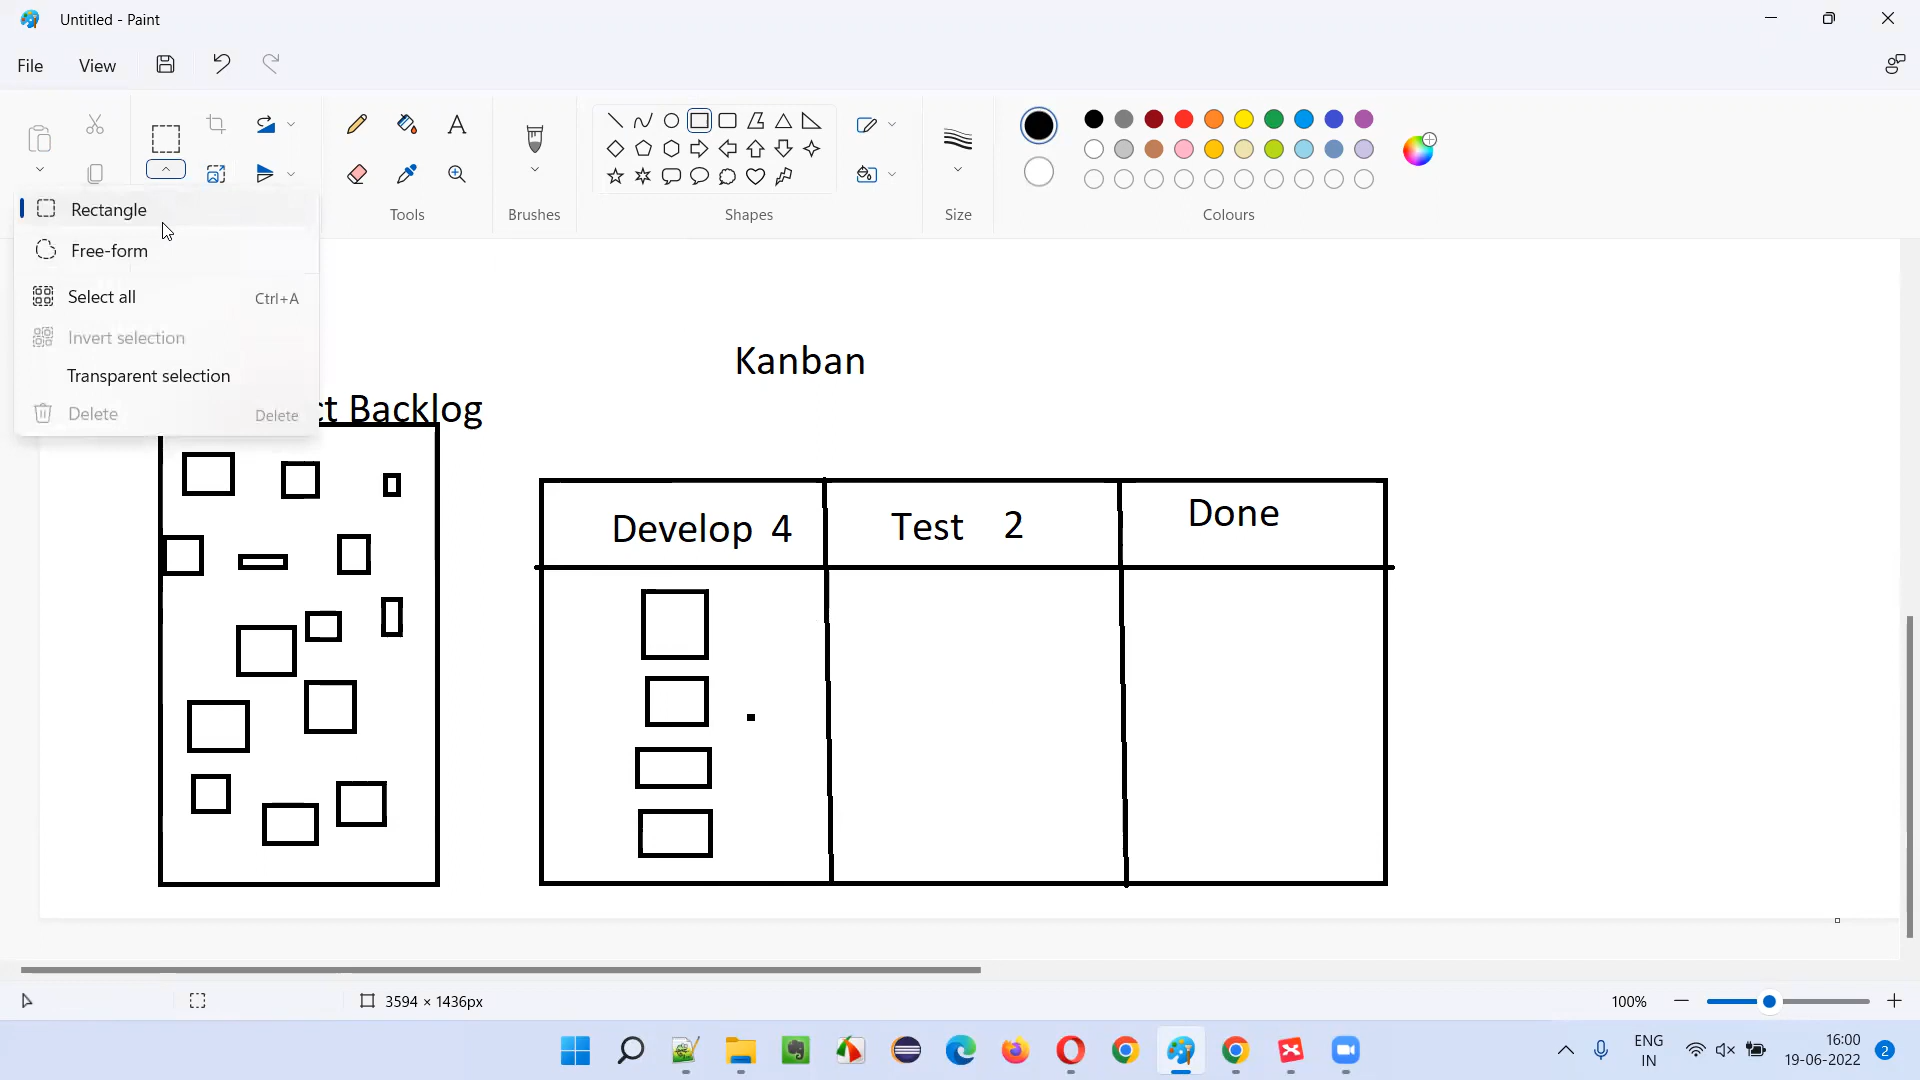 Untitled - Paint
File View
Tools
Brushes
Shapes
Size
Colours
Rectangle
Free-form
Select all Ctrl+A
Invert selection
Transparent selection
Delete Delete
Kanban
ct Backlog
Develop 4
Test 2
Done
3594 × 1436px
100%
ENG
IN
16:00
19-06-2022
2